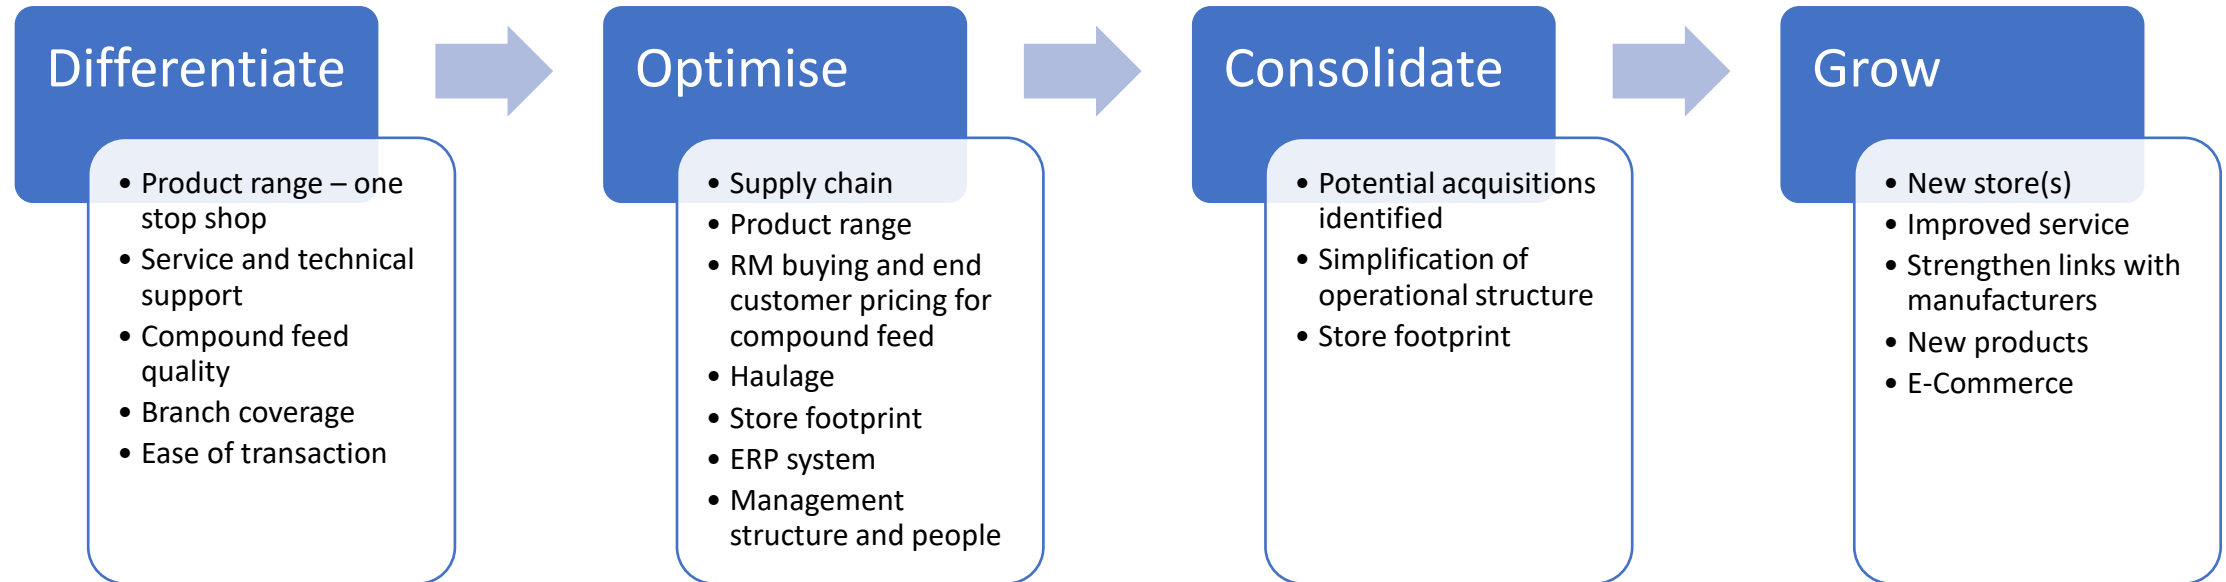 Differentiate
• Product range – one
stop shop
• Service and technical
support
• Compound feed
quality
• Branch coverage
• Ease of transaction
Optimise
• Supply chain
• Product range
• RM buying and end
customer pricing for
compound feed
• Haulage
• Store footprint
• ERP system
• Management
structure and people
Consolidate
• Potential acquisitions
identified
• Simplification of
operational structure
• Store footprint
Grow
• New store(s)
• Improved service
• Strengthen links with
manufacturers
• New products
• E-Commerce